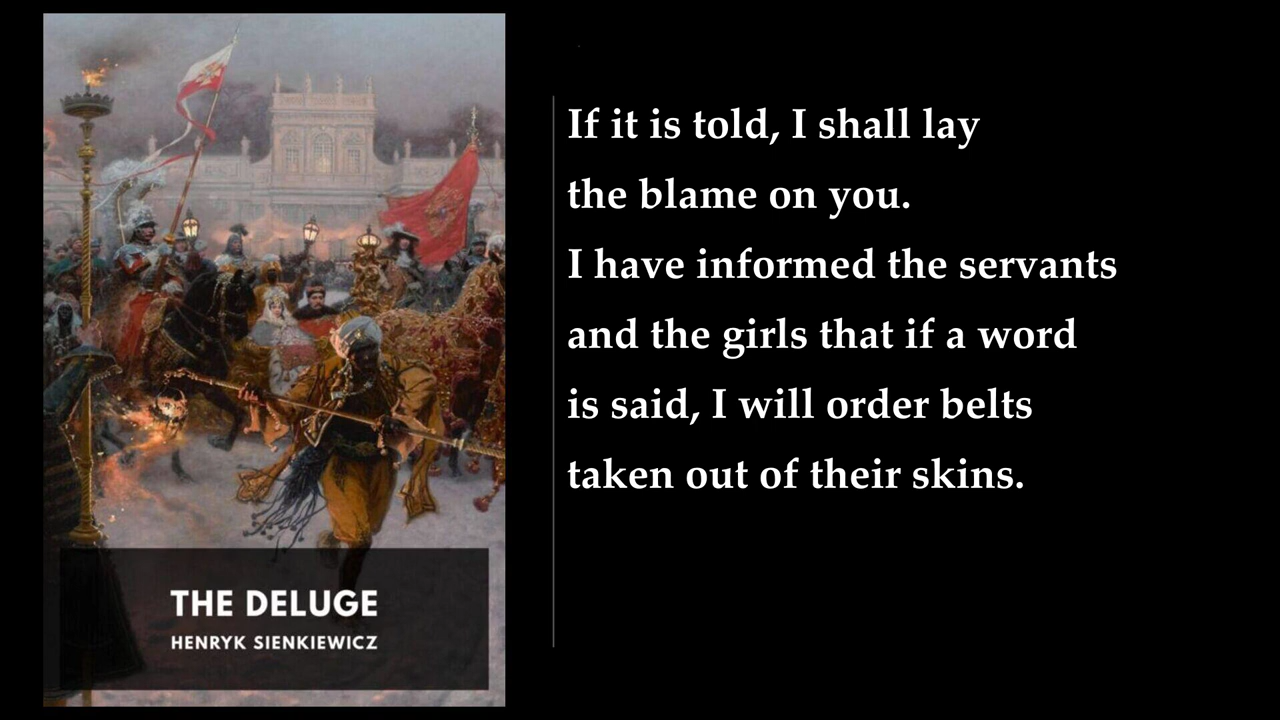 THE DELUGE
HENRYK SIENKIEWICZ
If it is told, I shall lay
the blame on you.
I have informed the servants
and the girls that if a word
is said, I will order belts
taken out of their skins.